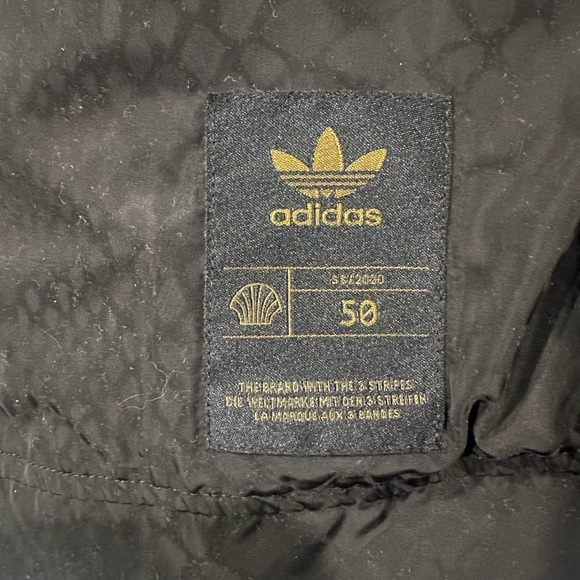 adidas
SS/2020
50
THE BRAND WITH THE 3 STRIPES
DIE WELTMARKE MIT DEN 3 STREIFEN
LA MARQUE AUX 3 BANDES